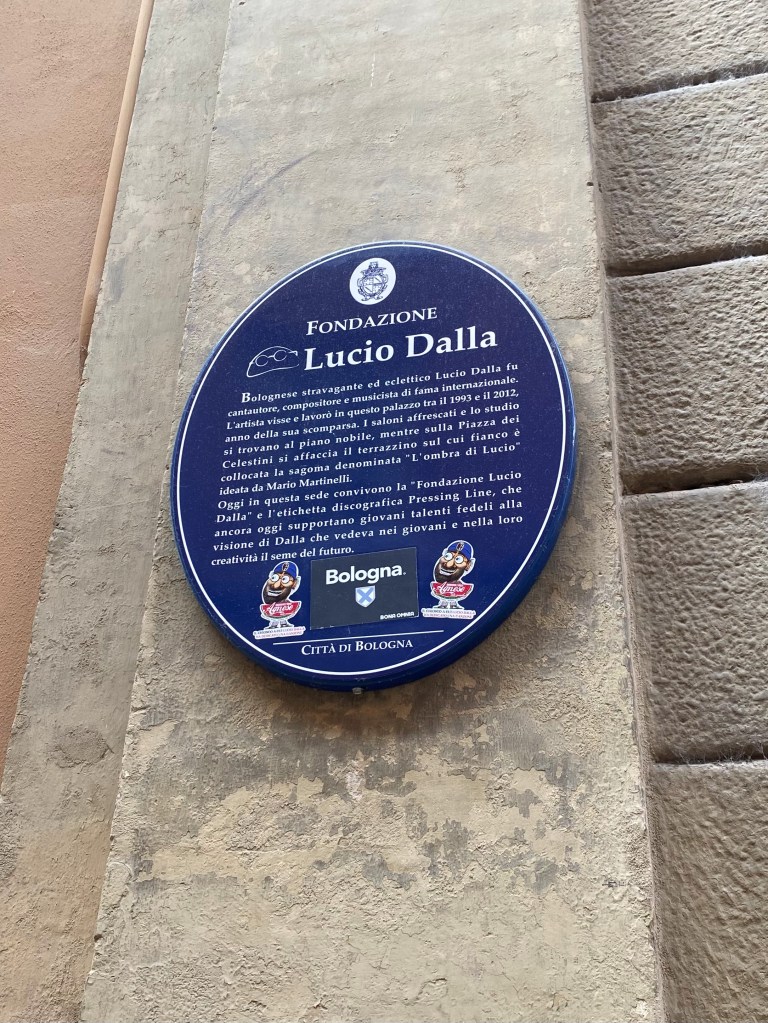 FONDAZIONE
Lucio Dalla
Bolognese stravagante ed eclettico Lucio Dalla fu
cantautore, compositore e musicista di fama internazionale.
L'artista visse e lavorò in questo palazzo tra il 1993 e il 2012,
anno della sua scomparsa. I saloni affrescati e lo studio
si trovano al piano nobile, mentre sulla Piazza dei
Celestini si affaccia il terrazzino sul cui fianco è
collocata la sagoma denominata "L'ombra di Lucio"
ideata da Mario Martinelli.
Oggi in questa sede convivono la "Fondazione Lucio
Dalla" e l'etichetta discografica Pressing Line, che
ancora oggi supportano giovani talenti fedeli alla
visione di Dalla che vedeva nei giovani e nella loro
creatività il seme del futuro.
Bologna.
Agnese
Agnese
CITTÀ DI BOLOGNA